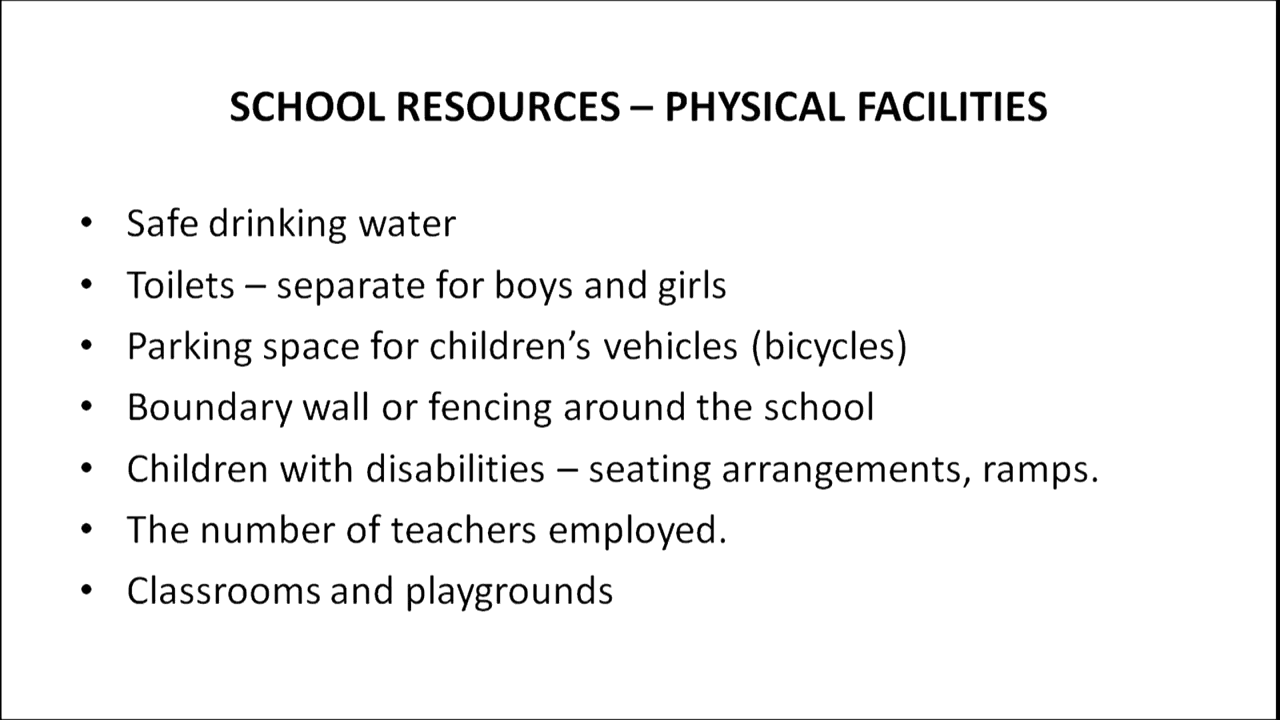 SCHOOL RESOURCES – PHYSICAL FACILITIES
• Safe drinking water
• Toilets – separate for boys and girls
• Parking space for children’s vehicles (bicycles)
• Boundary wall or fencing around the school
• Children with disabilities – seating arrangements, ramps.
• The number of teachers employed.
• Classrooms and playgrounds